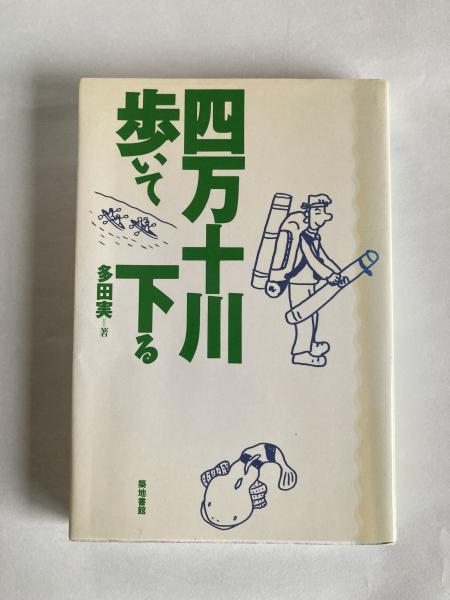 四万十川
歩いて下る
多田実=著
築地書館